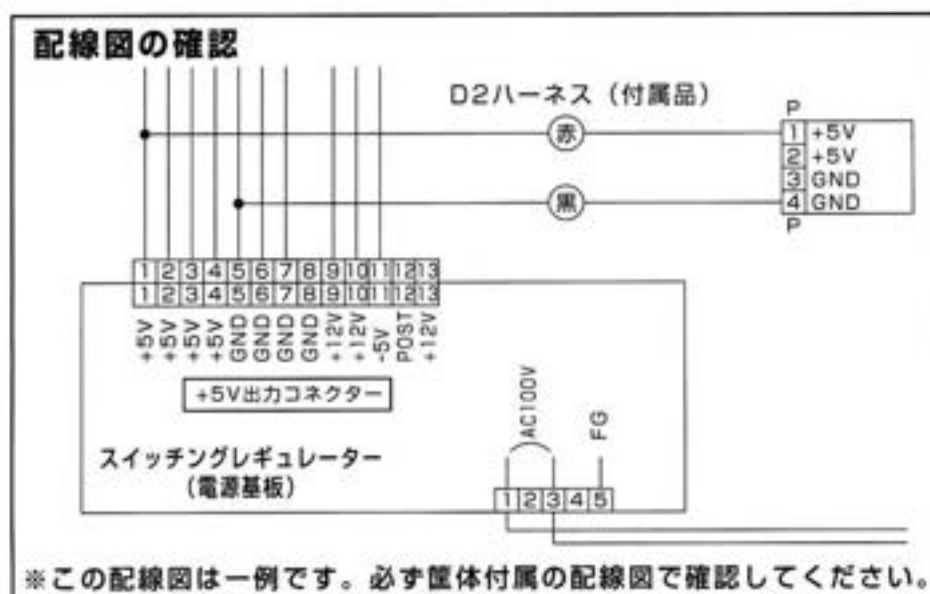 配線図の確認
D2ハーネス（付属品）
P
赤
1 +5V
2 +5V
3 GND
黒
4 GND
P
1 2 3 4 5 6 7 8 9 10 11 12 13
1 2 3 4 5 6 7 8 9 10 11 12 13
+5V +5V +5V +5V GND GND GND GND +12V +12V -5V POST +12V
+5V出力コネクター
AC100V FG
スイッチングレギュレーター
（電源基板）
1 2 3 4 5
※この配線図は一例です。必ず筐体付属の配線図で確認してください。